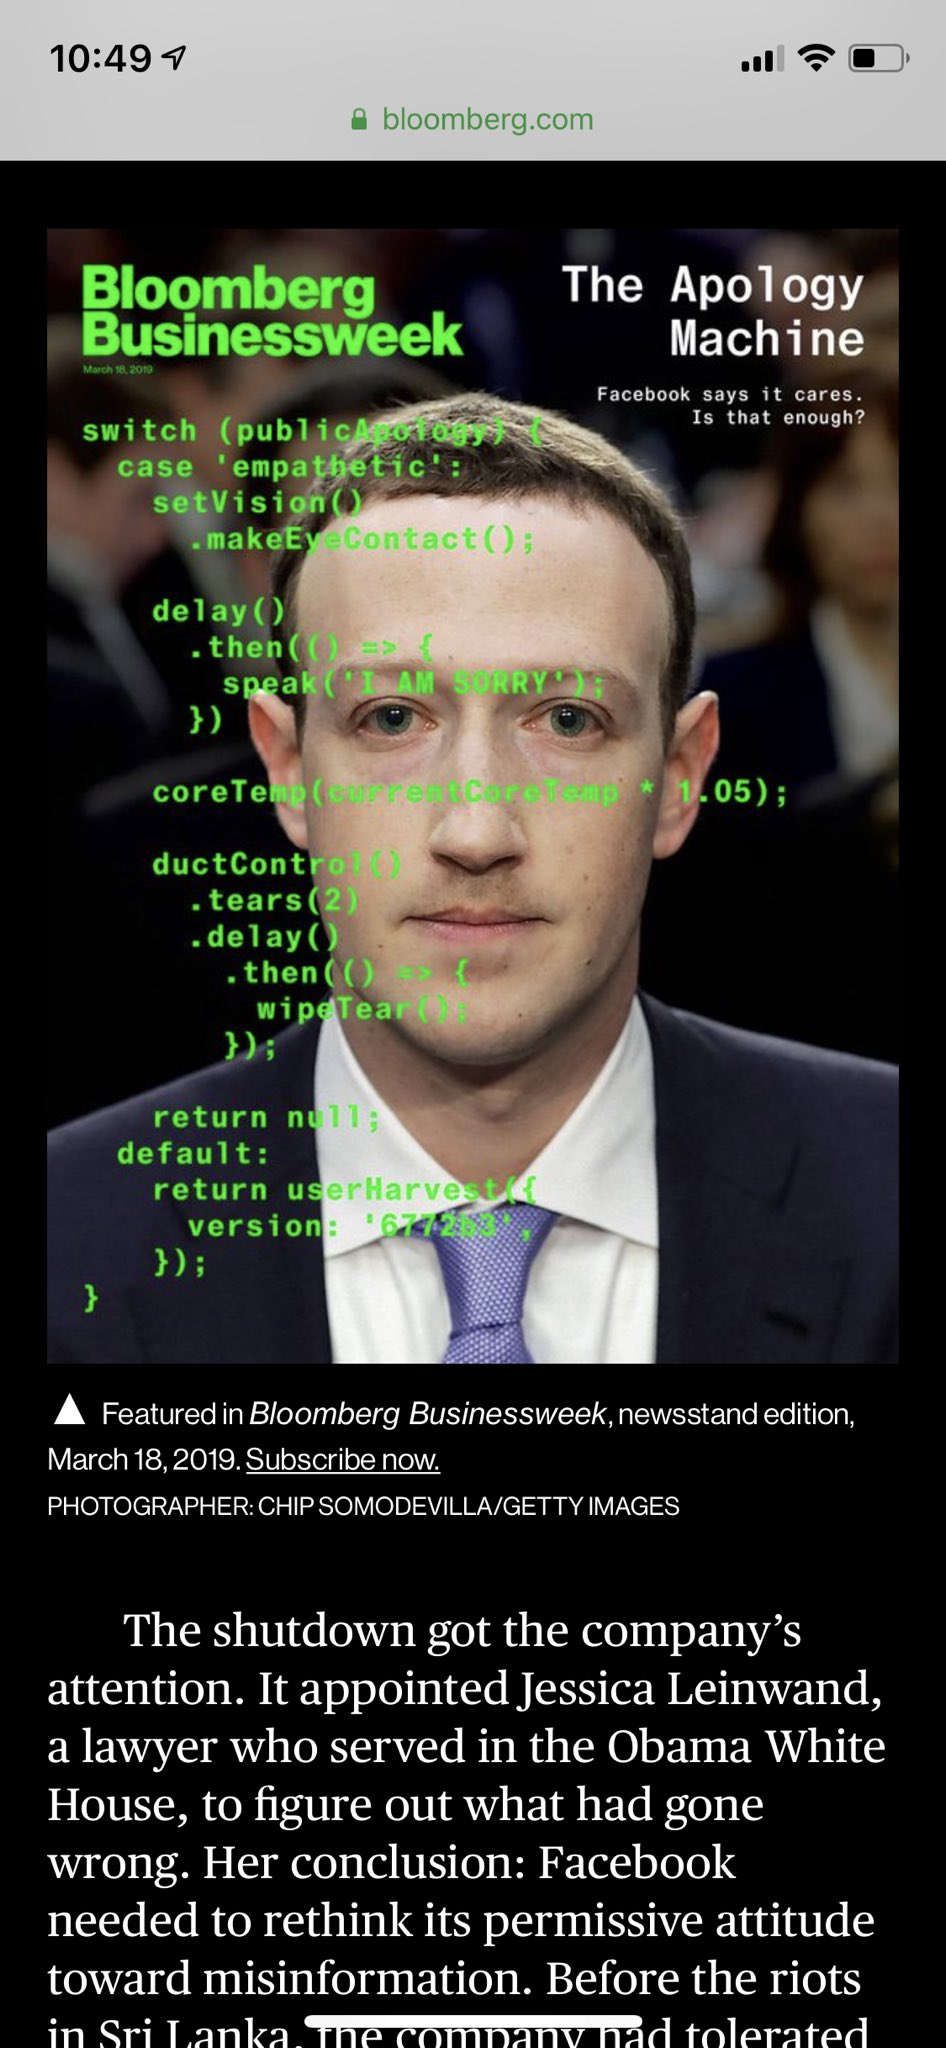 10:49
bloomberg.com
Bloomberg
Businessweek
March 18, 2019
The Apology
Machine
Facebook says it cares.
Is that enough?
switch (publicApology) {
case 'empathetic':
setVision()
.makeEyeContact();
delay()
.then(() => {
speak('I AM SORRY');
})
coreTemp(currentCoreTemp * 1.05);
ductControl()
.tears(2)
.delay()
.then(() => {
wipeTear();
});
return null;
default:
return userHarvest({
version: '6772b3',
});
}
▲ Featured in Bloomberg Businessweek, newsstand edition,
March 18, 2019. Subscribe now.
PHOTOGRAPHER: CHIP SOMODEVILLA/GETTY IMAGES
The shutdown got the company’s
attention. It appointed Jessica Leinwand,
a lawyer who served in the Obama White
House, to figure out what had gone
wrong. Her conclusion: Facebook
needed to rethink its permissive attitude
toward misinformation. Before the riots
in Sri Lanka, the company had tolerated